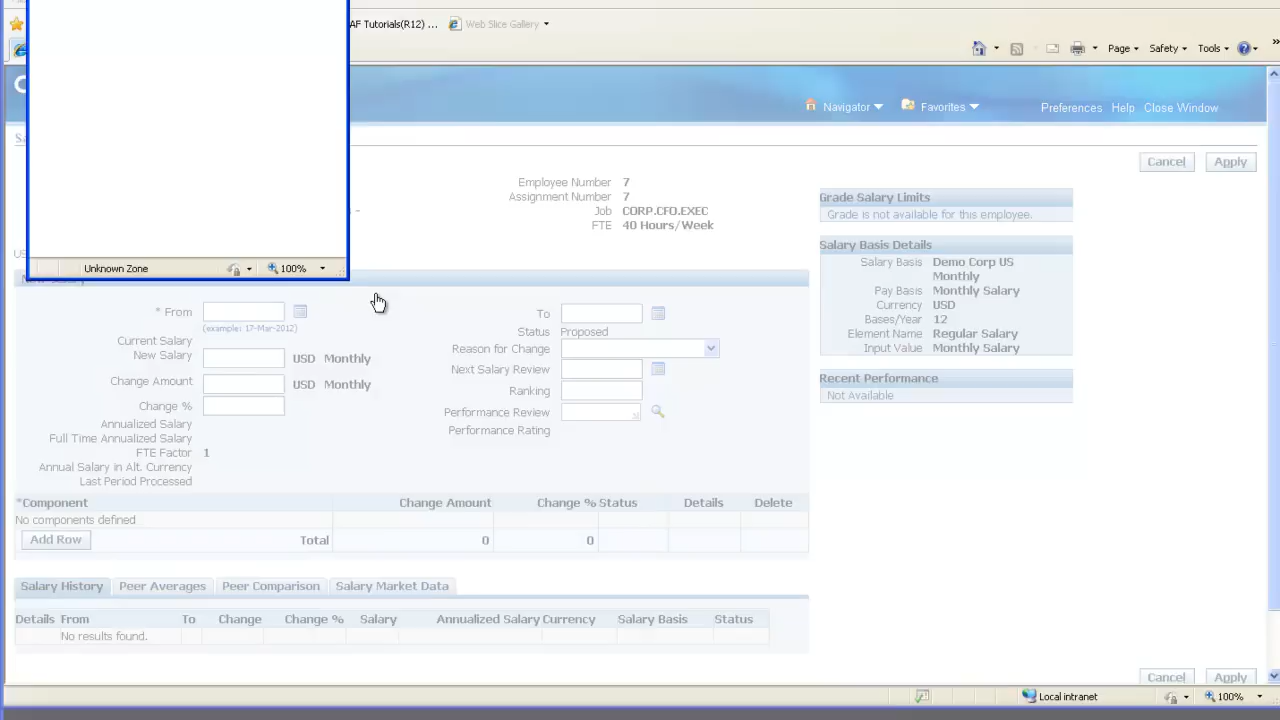 AF Tutorials(R12) ... Web Slice Gallery
Page Safety Tools
Navigator Favorites Preferences Help Close Window
Cancel Apply
Employee Number 7
Assignment Number 7
Job CORP.CFO.EXEC
FTE 40 Hours/Week
Grade Salary Limits
Grade is not available for this employee.
Salary Basis Details
Salary Basis Demo Corp US Monthly
Pay Basis Monthly Salary
Currency USD
Bases/Year 12
Element Name Regular Salary
Input Value Monthly Salary
Recent Performance
Not Available
Unknown Zone 100%
* From
(example: 17-Mar-2012)
Current Salary
New Salary USD Monthly
Change Amount USD Monthly
Change %
Annualized Salary
Full Time Annualized Salary
FTE Factor 1
Annual Salary in Alt. Currency
Last Period Processed
To
Status Proposed
Reason for Change
Next Salary Review
Ranking
Performance Review
Performance Rating
*Component Change Amount Change % Status Details Delete
No components defined
Add Row Total 0 0
Salary History Peer Averages Peer Comparison Salary Market Data
Details From To Change Change % Salary Annualized Salary Currency Salary Basis Status
No results found.
Cancel Apply
Local intranet 100%